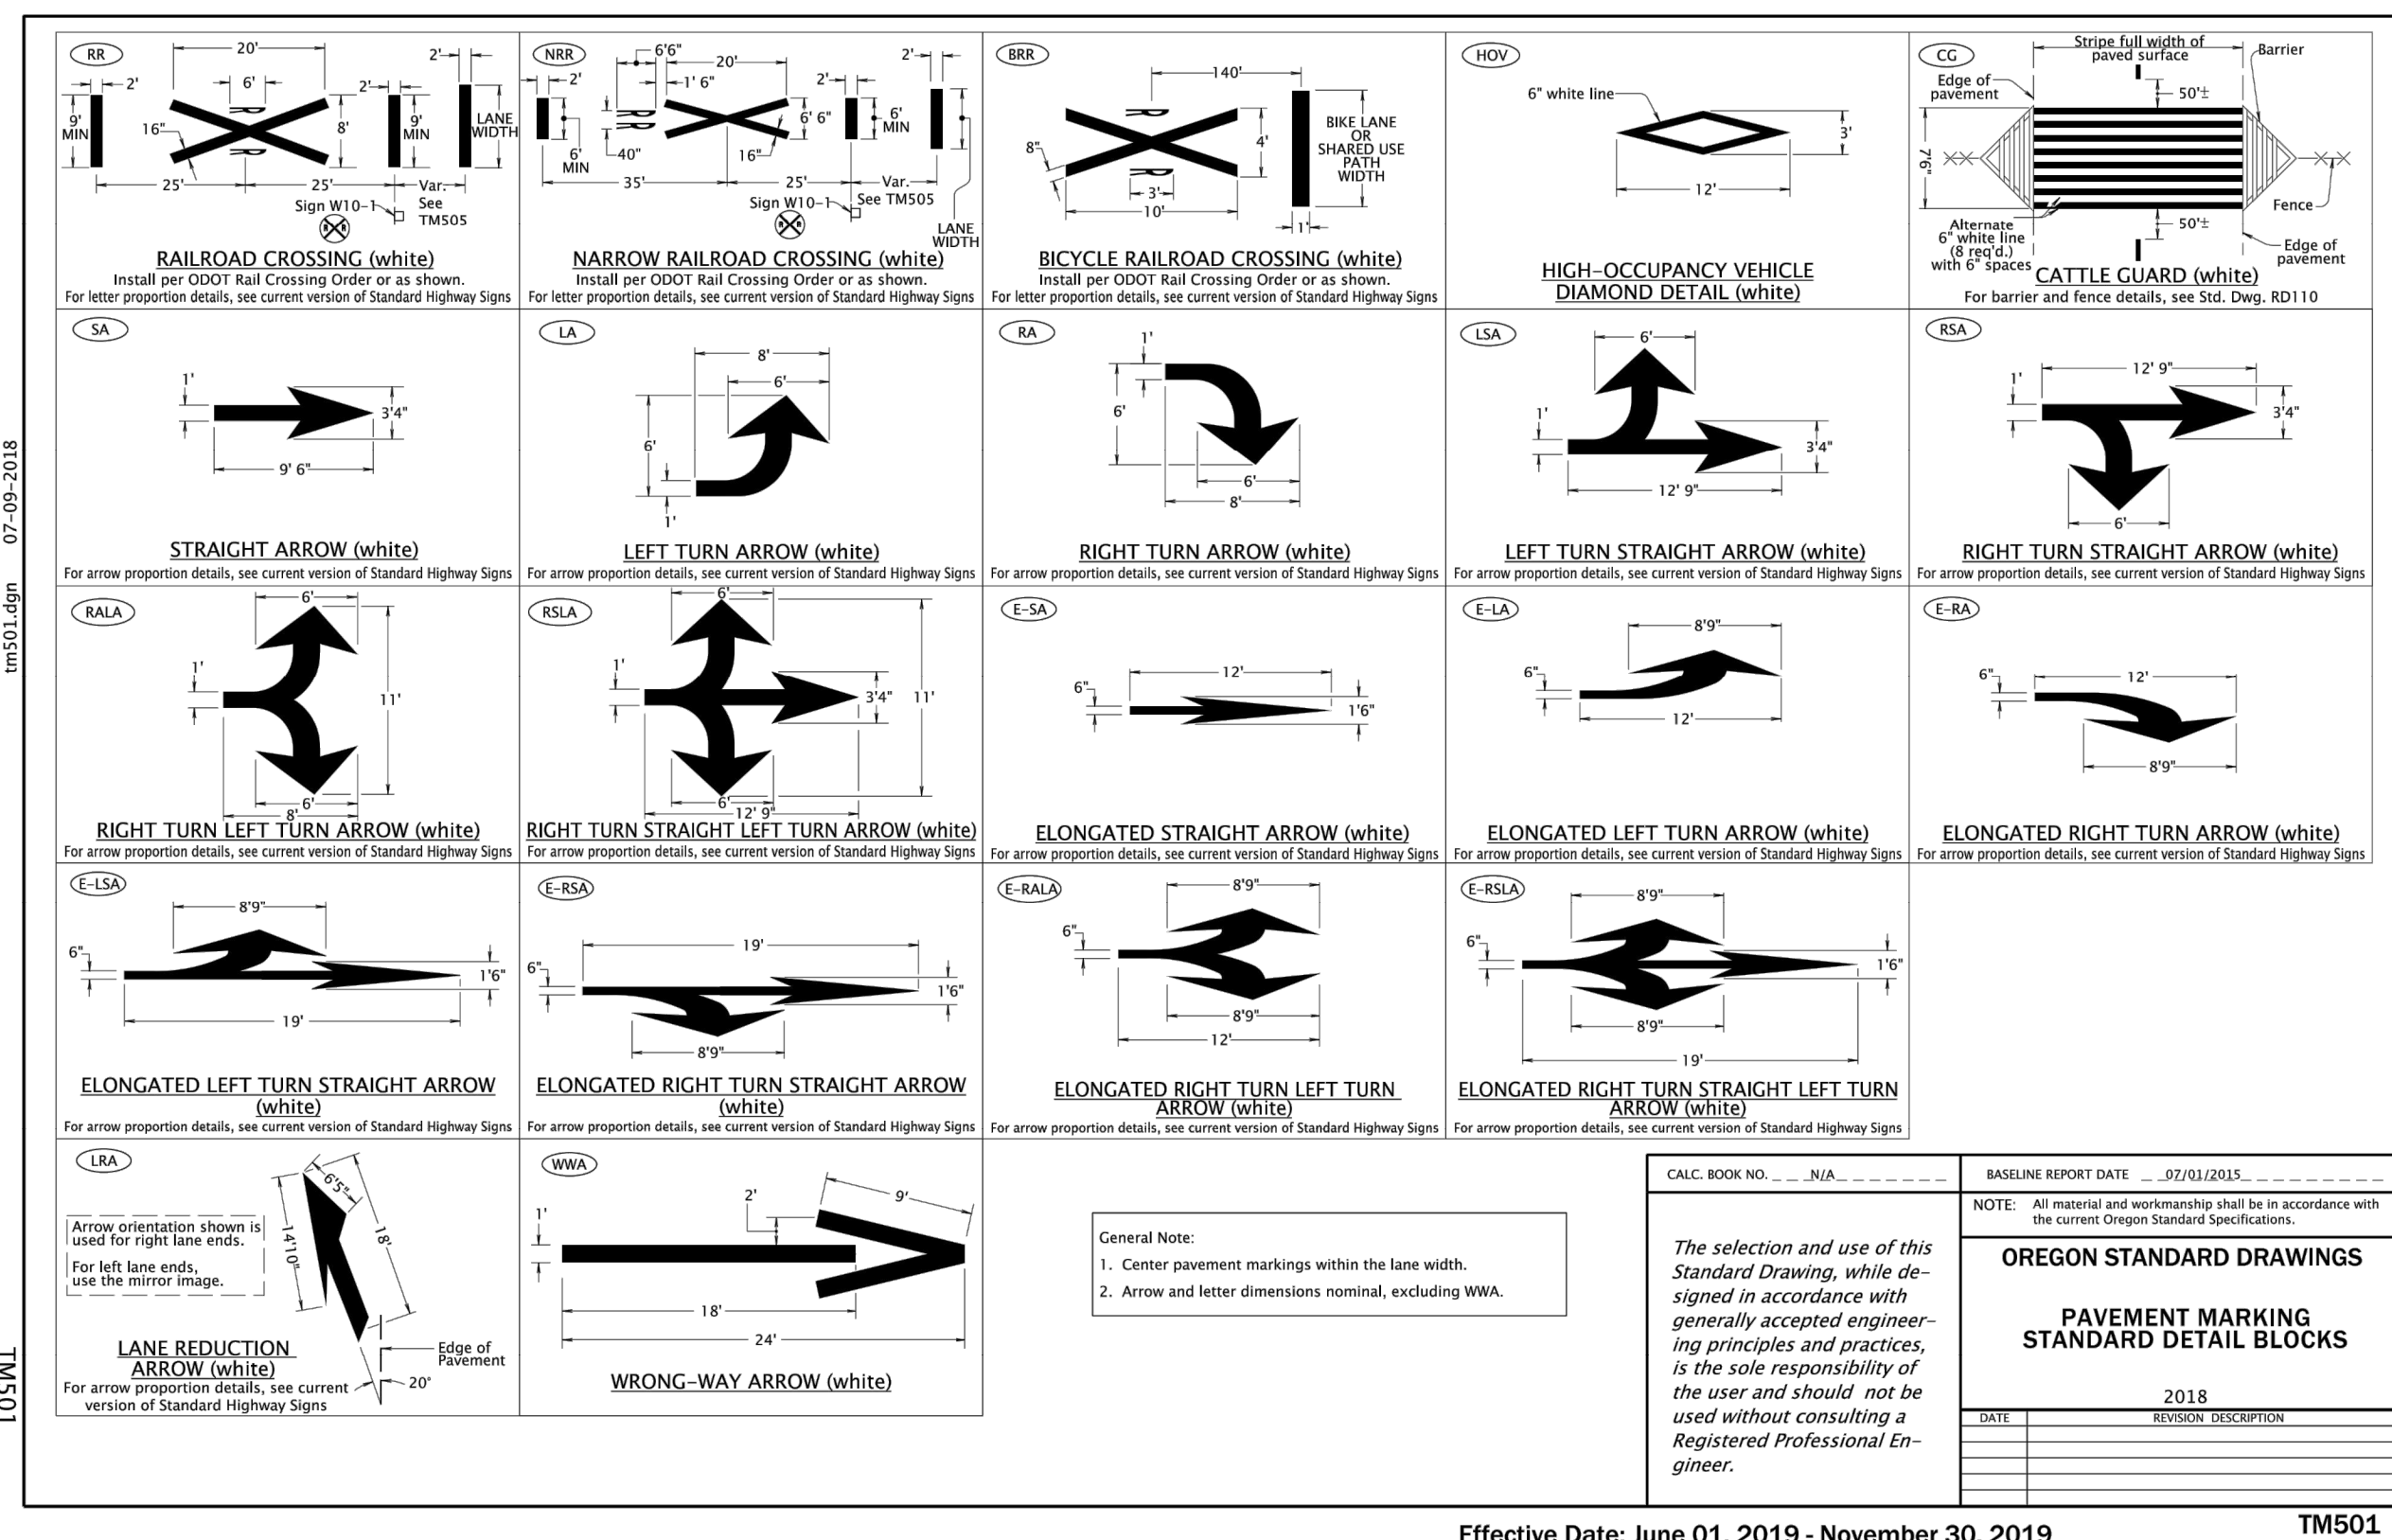 RR
20'
2'
2'
6'
2'
9'
MIN
16"
8'
9'
MIN
LANE
WIDTH
R
R
25'
25'
Var.
See
TM505
Sign W10-1
R R
RAILROAD CROSSING (white)
Install per ODOT Rail Crossing Order or as shown.
For letter proportion details, see current version of Standard Highway Signs
NRR
6'6"
20'
2'
2'
1' 6"
2'
R
R
6' 6"
6'
MIN
6'
MIN
40"
16"
35'
25'
Var.
Sign W10-1
See TM505
R R
LANE
WIDTH
NARROW RAILROAD CROSSING (white)
Install per ODOT Rail Crossing Order or as shown.
For letter proportion details, see current version of Standard Highway Signs
BRR
140'
R
R
8"
4'
BIKE LANE
OR
SHARED USE
PATH
WIDTH
3'
10'
1'
BICYCLE RAILROAD CROSSING (white)
Install per ODOT Rail Crossing Order or as shown.
For letter proportion details, see current version of Standard Highway Signs
HOV
6" white line
3'
12'
HIGH-OCCUPANCY VEHICLE
DIAMOND DETAIL (white)
CG
Stripe full width of
paved surface
Barrier
Edge of
pavement
50'±
7'6"
Fence
50'±
Alternate
6" white line
(8 req'd.)
with 6" spaces
Edge of
pavement
CATTLE GUARD (white)
For barrier and fence details, see Std. Dwg. RD110
SA
1'
3'4"
9' 6"
STRAIGHT ARROW (white)
For arrow proportion details, see current version of Standard Highway Signs
LA
8'
6'
6'
1'
LEFT TURN ARROW (white)
For arrow proportion details, see current version of Standard Highway Signs
RA
1'
6'
6'
8'
RIGHT TURN ARROW (white)
For arrow proportion details, see current version of Standard Highway Signs
LSA
6'
1'
3'4"
12' 9"
LEFT TURN STRAIGHT ARROW (white)
For arrow proportion details, see current version of Standard Highway Signs
RSA
12' 9"
1'
3'4"
6'
RIGHT TURN STRAIGHT ARROW (white)
For arrow proportion details, see current version of Standard Highway Signs
RALA
6'
1'
11'
6'
8'
RIGHT TURN LEFT TURN ARROW (white)
For arrow proportion details, see current version of Standard Highway Signs
RSLA
6'
1'
3'4"
11'
6'
12' 9"
RIGHT TURN STRAIGHT LEFT TURN ARROW (white)
For arrow proportion details, see current version of Standard Highway Signs
E-SA
12'
6"
1'6"
ELONGATED STRAIGHT ARROW (white)
For arrow proportion details, see current version of Standard Highway Signs
E-LA
8'9"
6"
12'
ELONGATED LEFT TURN ARROW (white)
For arrow proportion details, see current version of Standard Highway Signs
E-RA
6"
12'
8'9"
ELONGATED RIGHT TURN ARROW (white)
For arrow proportion details, see current version of Standard Highway Signs
E-LSA
8'9"
6"
1'6"
19'
ELONGATED LEFT TURN STRAIGHT ARROW
(white)
For arrow proportion details, see current version of Standard Highway Signs
E-RSA
19'
6"
1'6"
8'9"
ELONGATED RIGHT TURN STRAIGHT ARROW
(white)
For arrow proportion details, see current version of Standard Highway Signs
E-RALA
8'9"
6"
8'9"
12'
ELONGATED RIGHT TURN LEFT TURN
ARROW (white)
For arrow proportion details, see current version of Standard Highway Signs
E-RSLA
8'9"
6"
1'6"
8'9"
19'
ELONGATED RIGHT TURN STRAIGHT LEFT TURN
ARROW (white)
For arrow proportion details, see current version of Standard Highway Signs
LRA
6'5"
18'
14'10"
Arrow orientation shown is
used for right lane ends.
For left lane ends,
use the mirror image.
Edge of
Pavement
20°
LANE REDUCTION
ARROW (white)
For arrow proportion details, see current
version of Standard Highway Signs
WWA
9'
2'
1'
18'
24'
WRONG-WAY ARROW (white)
General Note:
1. Center pavement markings within the lane width.
2. Arrow and letter dimensions nominal, excluding WWA.
CALC. BOOK NO. N/A
BASELINE REPORT DATE 07/01/2015
NOTE: All material and workmanship shall be in accordance with
the current Oregon Standard Specifications.
The selection and use of this
Standard Drawing, while de-
signed in accordance with
generally accepted engineer-
ing principles and practices,
is the sole responsibility of
the user and should not be
used without consulting a
Registered Professional En-
gineer.
OREGON STANDARD DRAWINGS
PAVEMENT MARKING
STANDARD DETAIL BLOCKS
2018
DATE REVISION DESCRIPTION
tm501.dgn 07-09-2018
TM501
Effective Date: June 01, 2019 - November 30, 2019
TM501